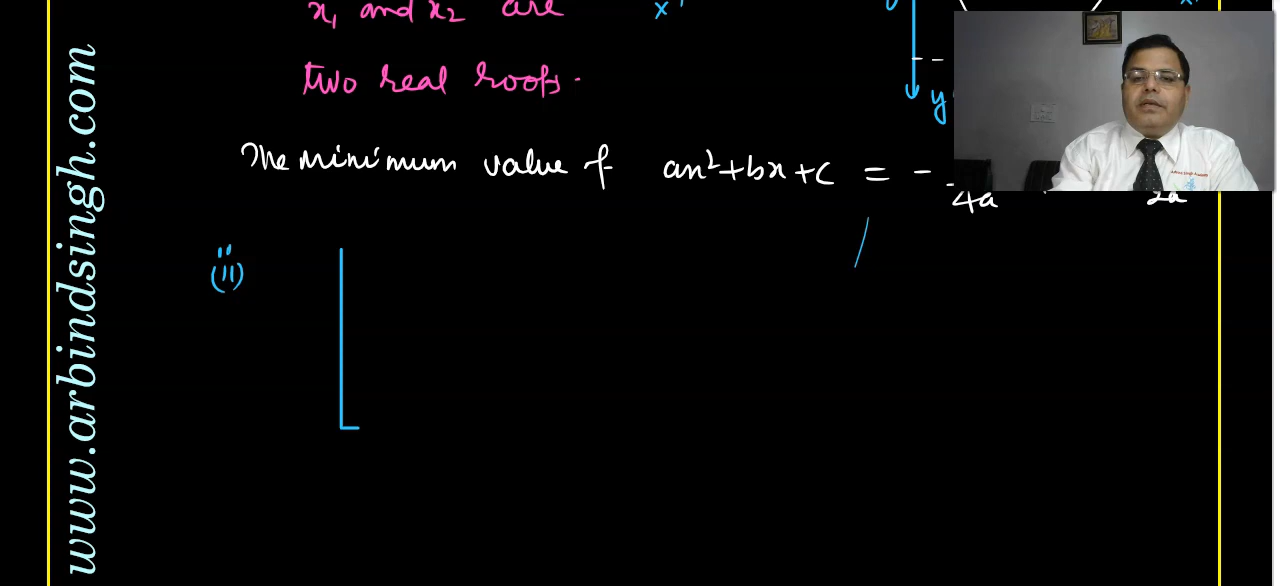 x₁ and x₂ are
x'
two real roots.
y'
The minimum value of ax²+bx+c = -
4a
2a
(ii)
www.arbindsingh.com